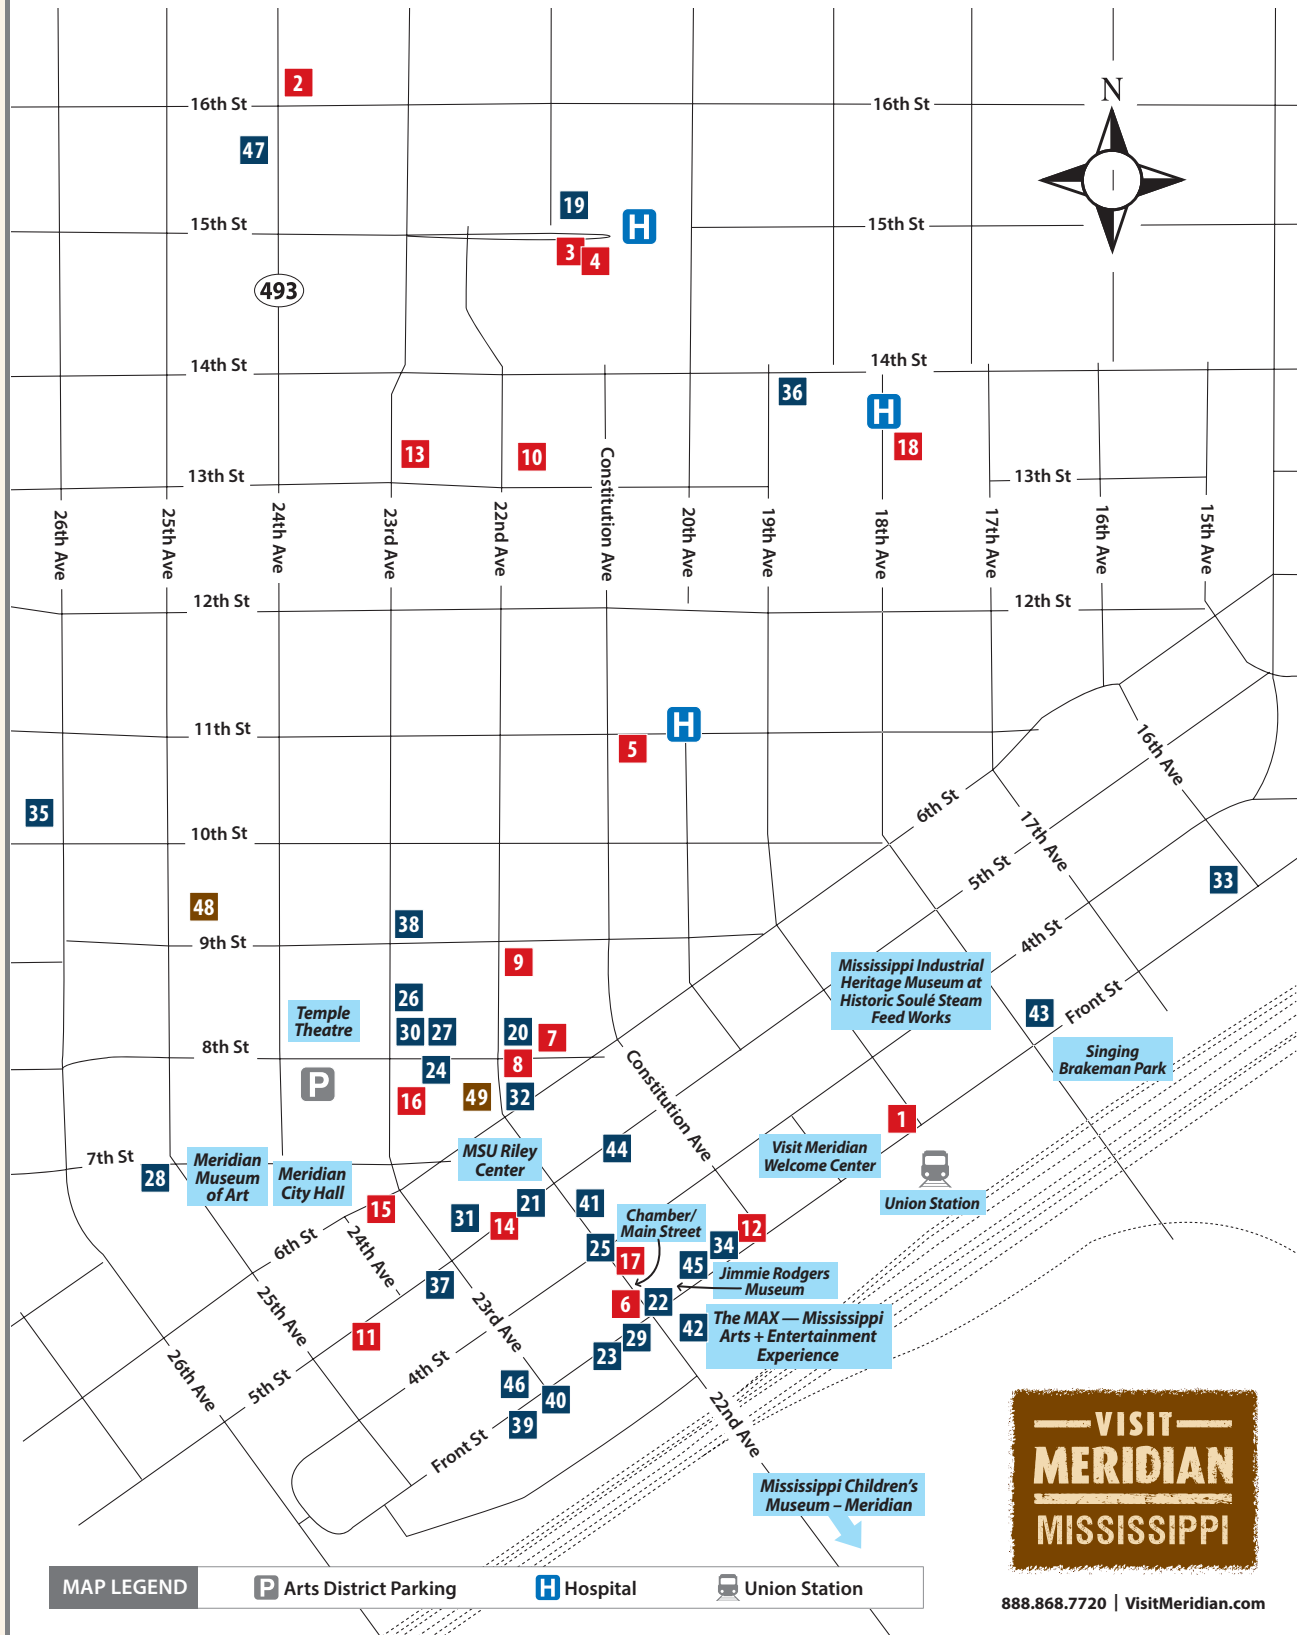 2
N
16th St
16th St
47
19
15th St
15th St
H
3
4
493
14th St
14th St
36
H
13
10
18
13th St
13th St
Constitution Ave
26th Ave
25th Ave
24th Ave
23rd Ave
22nd Ave
20th Ave
19th Ave
18th Ave
17th Ave
16th Ave
15th Ave
12th St
12th St
11th St
H
5
16th Ave
35
6th St
10th St
17th Ave
5th St
33
48
38
4th St
9th St
9
Mississippi Industrial
Heritage Museum at
Historic Soulé Steam
Feed Works
26
Temple
Theatre
43
Front St
30
27
20
7
8th St
8
Singing
Brakeman Park
24
P
16
49
32
Constitution Ave
1
44
7th St
MSU Riley
Center
Visit Meridian
Welcome Center
28
Meridian
Museum
of Art
Meridian
City Hall
Union Station
15
31
14
21
41
Chamber/
Main Street
12
6th St
24th Ave
25
17
34
45
37
Jimmie Rodgers
Museum
25th Ave
23rd Ave
6
22
42
The MAX — Mississippi
Arts + Entertainment
Experience
11
29
23
26th Ave
5th St
4th St
46
40
39
22nd Ave
Front St
Mississippi Children's
Museum – Meridian
VISIT
MERIDIAN
MISSISSIPPI
MAP LEGEND
P Arts District Parking
H Hospital
Union Station
888.868.7720 | VisitMeridian.com